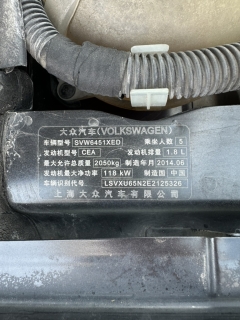 大众汽车(VOLKSWAGEN)
车辆型号 SVW6451XED 乘坐人数 5
发动机型号 CEA 发动机排量 1.8 L
最大允许总质量 2050kg 制造年月 2014.06
发动机最大净功率 118 kW 制造国 中国
车辆识别代号 LSVXU65N2E2125326
上海大众汽车有限公司